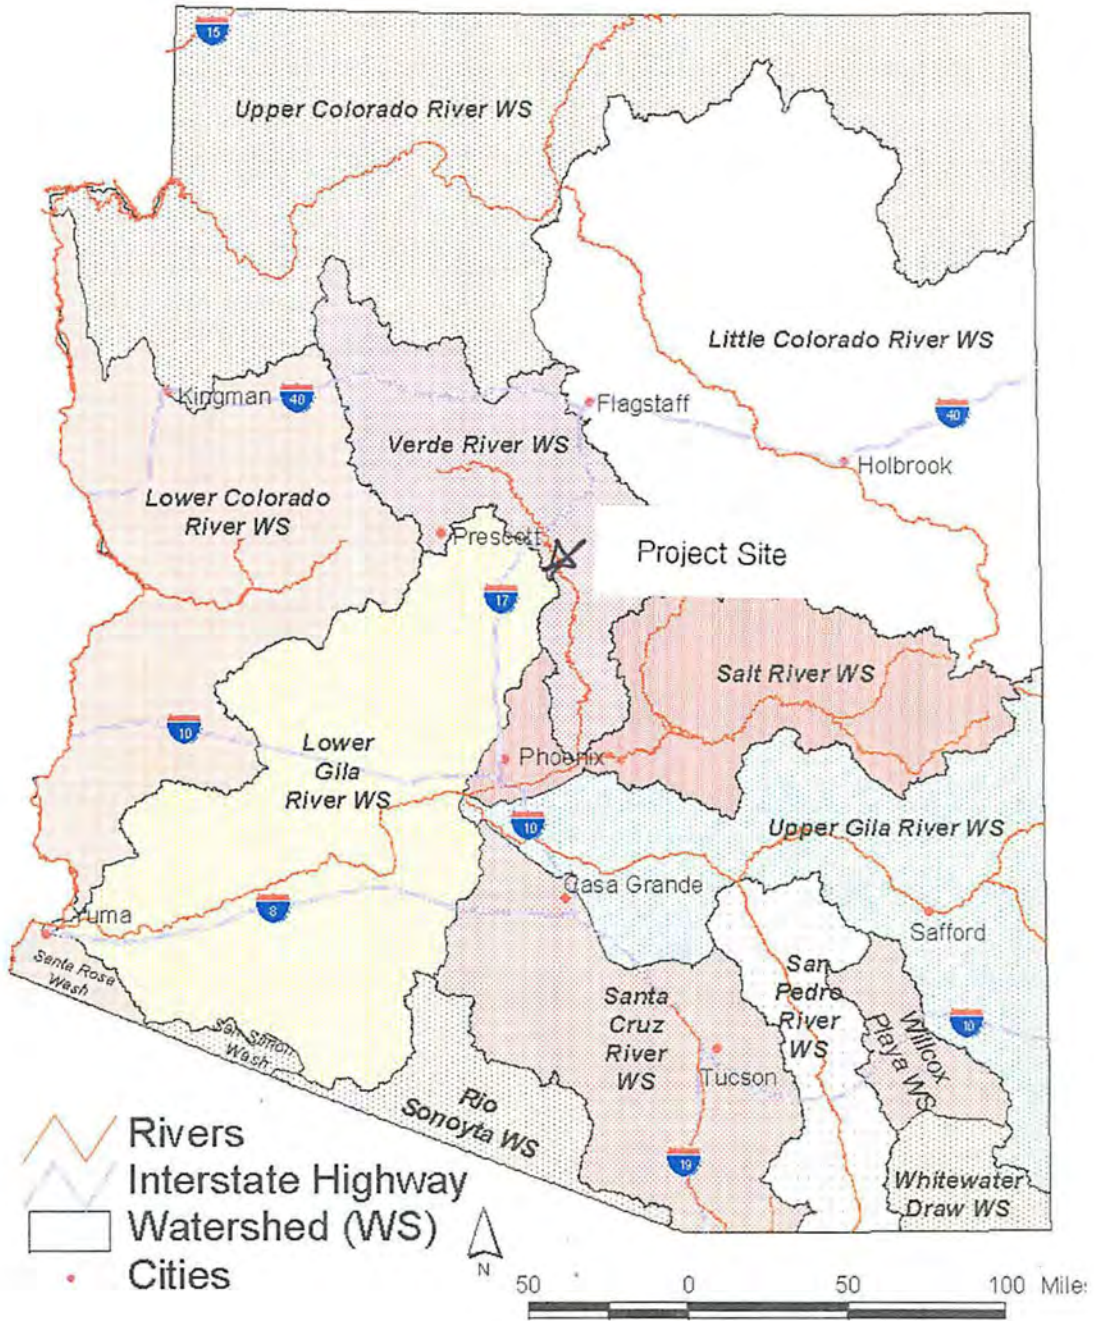 15
Upper Colorado River WS
Little Colorado River WS
Kingman
40
Flagstaff
40
Verde River WS
Holbrook
Lower Colorado
River WS
Prescott
Project Site
17
Salt River WS
10
Lower
Gila
River WS
Phoenix
10
Upper Gila River WS
Casa Grande
8
Yuma
Safford
Santa Rosa
Wash
San Simon
Wash
Santa
Cruz
River
WS
San
Pedro
River
WS
Willcox
Playa WS
10
Tucson
Rio
Sonoyta WS
19
Whitewater
Draw WS
Rivers
Interstate Highway
Watershed (WS)
Cities
N
50 0 50 100 Miles